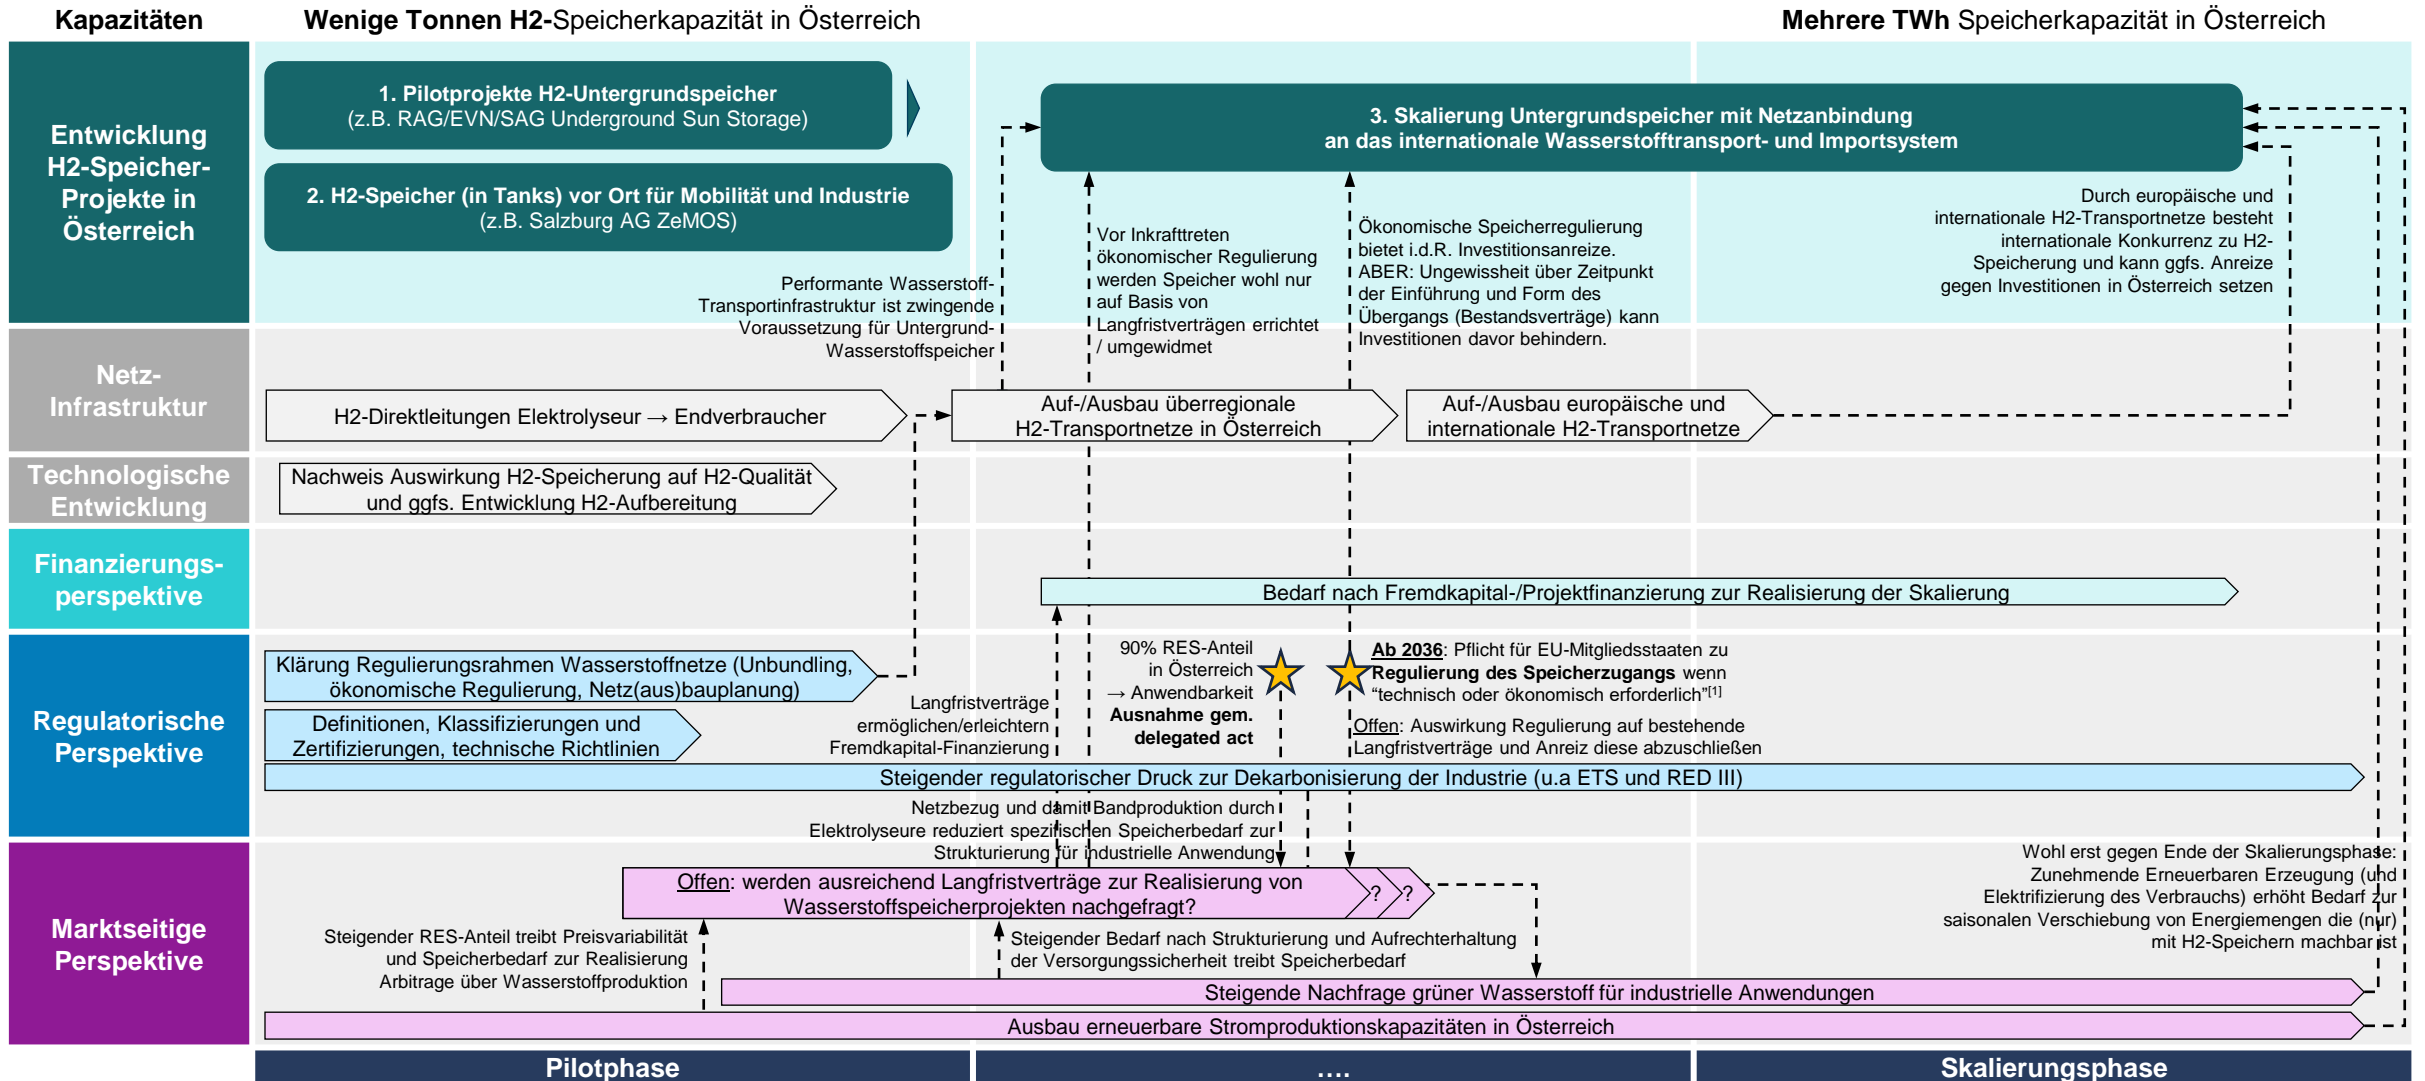 Kapazitäten
Wenige Tonnen H2-Speicherkapazität in Österreich
Mehrere TWh Speicherkapazität in Österreich
Entwicklung
H2-Speicher-
Projekte in
Österreich
1. Pilotprojekte H2-Untergrundspeicher
(z.B. RAG/EVN/SAG Underground Sun Storage)
2. H2-Speicher (in Tanks) vor Ort für Mobilität und Industrie
(z.B. Salzburg AG ZeMOS)
3. Skalierung Untergrundspeicher mit Netzanbindung
an das internationale Wasserstofftransport- und Importsystem
Performante Wasserstoff-
Transportinfrastruktur ist zwingende
Voraussetzung für Untergrund-
Wasserstoffspeicher
Vor Inkrafttreten
ökonomischer Regulierung
werden Speicher wohl nur
auf Basis von
Langfristverträgen errichtet
/ umgewidmet
Ökonomische Speicherregulierung
bietet i.d.R. Investitionsanreize.
ABER: Ungewissheit über Zeitpunkt
der Einführung und Form des
Übergangs (Bestandsverträge) kann
Investitionen davor behindern.
Durch europäische und
internationale H2-Transportnetze besteht
internationale Konkurrenz zu H2-
Speicherung und kann ggfs. Anreize
gegen Investitionen in Österreich setzen
Netz-
Infrastruktur
H2-Direktleitungen Elektrolyseur → Endverbraucher
Auf-/Ausbau überregionale
H2-Transportnetze in Österreich
Auf-/Ausbau europäische und
internationale H2-Transportnetze
Technologische
Entwicklung
Nachweis Auswirkung H2-Speicherung auf H2-Qualität
und ggfs. Entwicklung H2-Aufbereitung
Finanzierungs-
perspektive
Bedarf nach Fremdkapital-/Projektfinanzierung zur Realisierung der Skalierung
Regulatorische
Perspektive
Klärung Regulierungsrahmen Wasserstoffnetze (Unbundling,
ökonomische Regulierung, Netz(aus)bauplanung)
Definitionen, Klassifizierungen und
Zertifizierungen, technische Richtlinien
Langfristverträge
ermöglichen/erleichtern
Fremdkapital-Finanzierung
90% RES-Anteil
in Österreich
→ Anwendbarkeit
Ausnahme gem.
delegated act
Ab 2036: Pflicht für EU-Mitgliedsstaaten zu
Regulierung des Speicherzugangs wenn
“technisch oder ökonomisch erforderlich”[1]
Offen: Auswirkung Regulierung auf bestehende
Langfristverträge und Anreiz diese abzuschließen
Steigender regulatorischer Druck zur Dekarbonisierung der Industrie (u.a ETS und RED III)
Netzbezug und damit Bandproduktion durch
Elektrolyseure reduziert spezifischen Speicherbedarf zur
Strukturierung für industrielle Anwendung
Marktseitige
Perspektive
Offen: werden ausreichend Langfristverträge zur Realisierung von
Wasserstoffspeicherprojekten nachgefragt?
? ?
Steigender RES-Anteil treibt Preisvariabilität
und Speicherbedarf zur Realisierung
Arbitrage über Wasserstoffproduktion
Steigender Bedarf nach Strukturierung und Aufrechterhaltung
der Versorgungssicherheit treibt Speicherbedarf
Wohl erst gegen Ende der Skalierungsphase:
Zunehmende Erneuerbaren Erzeugung (und
Elektrifizierung des Verbrauchs) erhöht Bedarf zur
saisonalen Verschiebung von Energiemengen die (nur)
mit H2-Speichern machbar ist
Steigende Nachfrage grüner Wasserstoff für industrielle Anwendungen
Ausbau erneuerbare Stromproduktionskapazitäten in Österreich
Pilotphase
....
Skalierungsphase